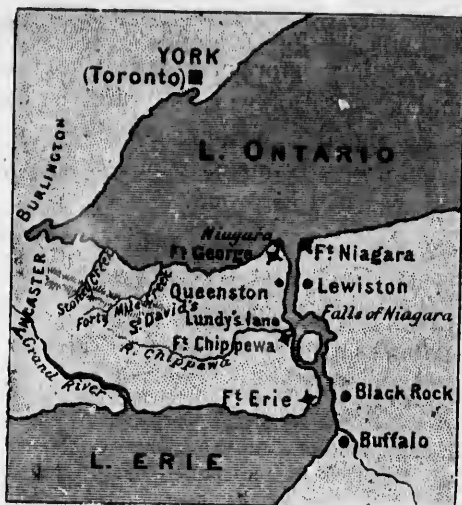 YORK
(Toronto)
BURLINGTON
L. ONTARIO
Niagara
Ft. George
Ft. Niagara
ANCASTER
Stoney Creek
Forty Mile Creek
Queenston
Lewiston
St. David's
Lundy's lane
Falls of Niagara
R. Chippewa
Ft. Chippewa
Grand River
Ft. Erie
Black Rock
Buffalo
L. ERIE